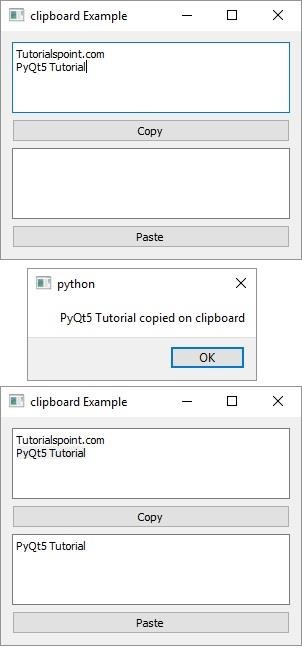 clipboard Example
Tutorialspoint.com
PyQt5 Tutorial
Copy
Paste
python
PyQt5 Tutorial copied on clipboard
OK
clipboard Example
Tutorialspoint.com
PyQt5 Tutorial
Copy
PyQt5 Tutorial
Paste